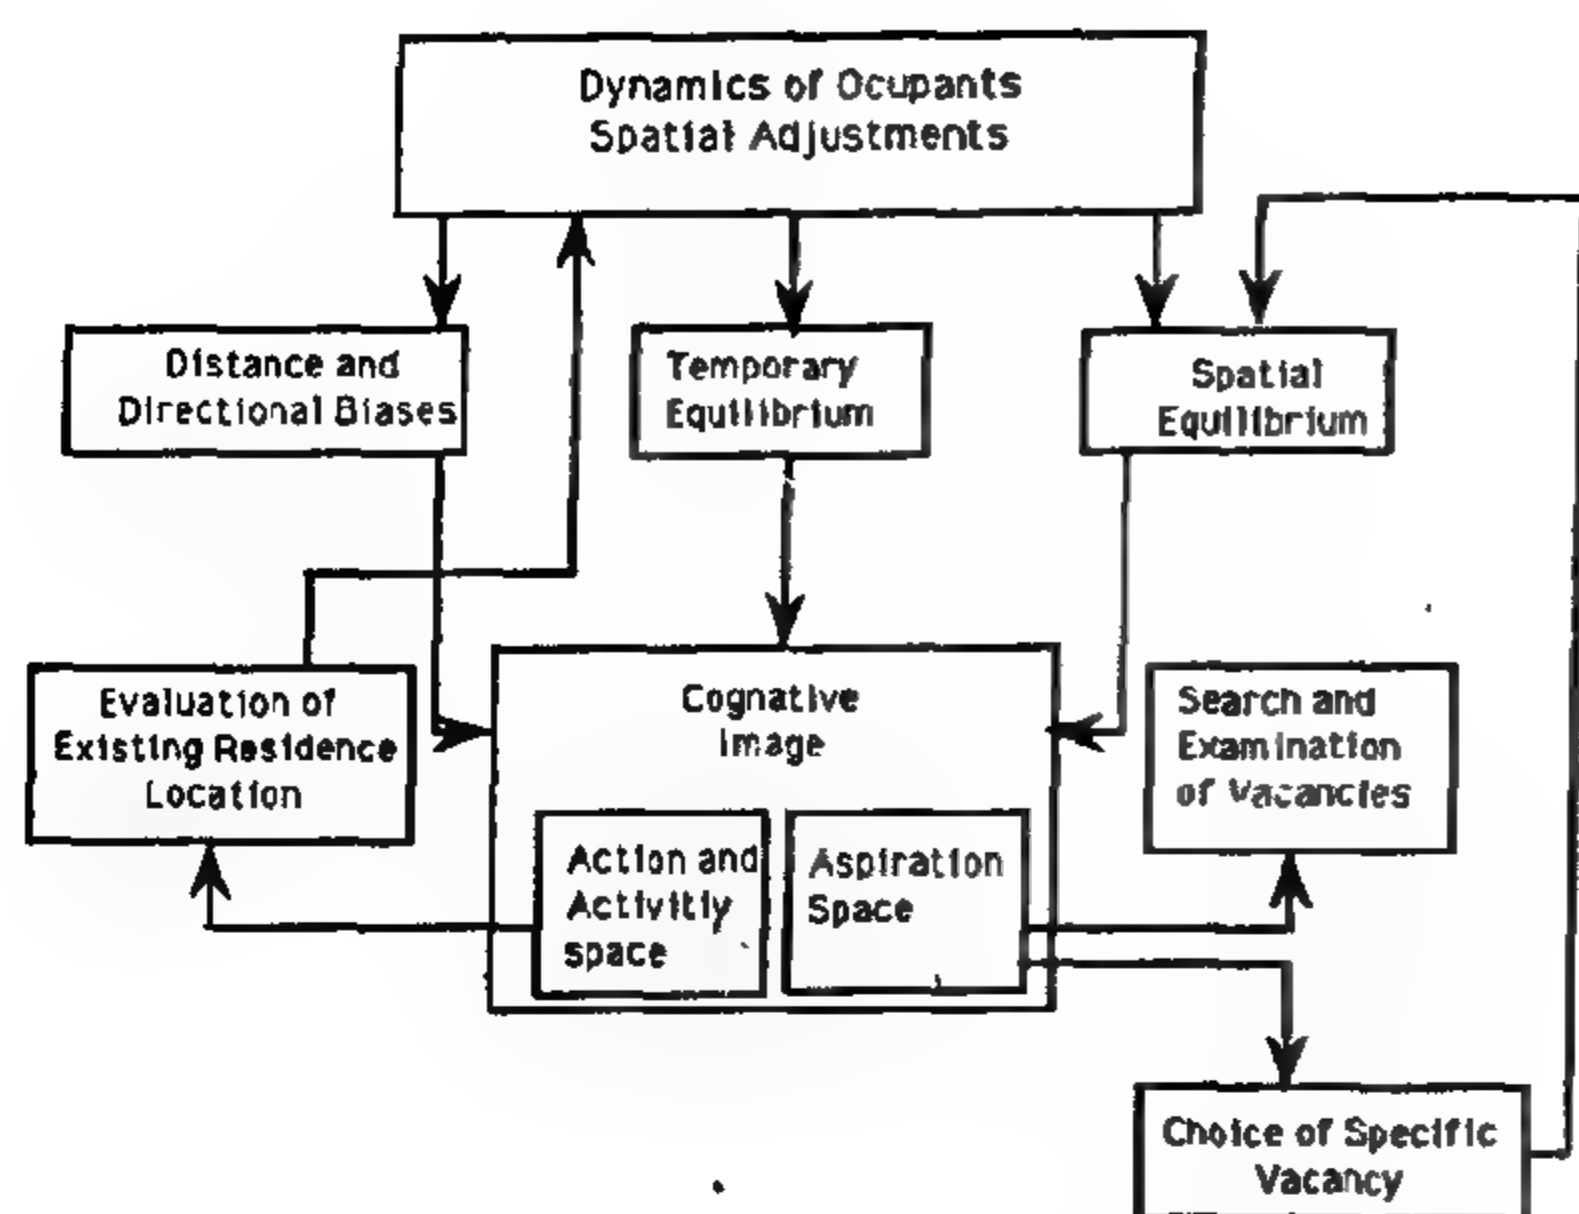 Dynamics of Ocupants
Spatial Adjustments
Distance and
Directional Biases
Temporary
Equilibrium
Spatial
Equilibrium
Evaluation of
Existing Residence
Location
Cognative
Image
Search and
Examination
of Vacancies
Action and
Activitiy
space
Aspiration
Space
Choice of Specific
Vacancy